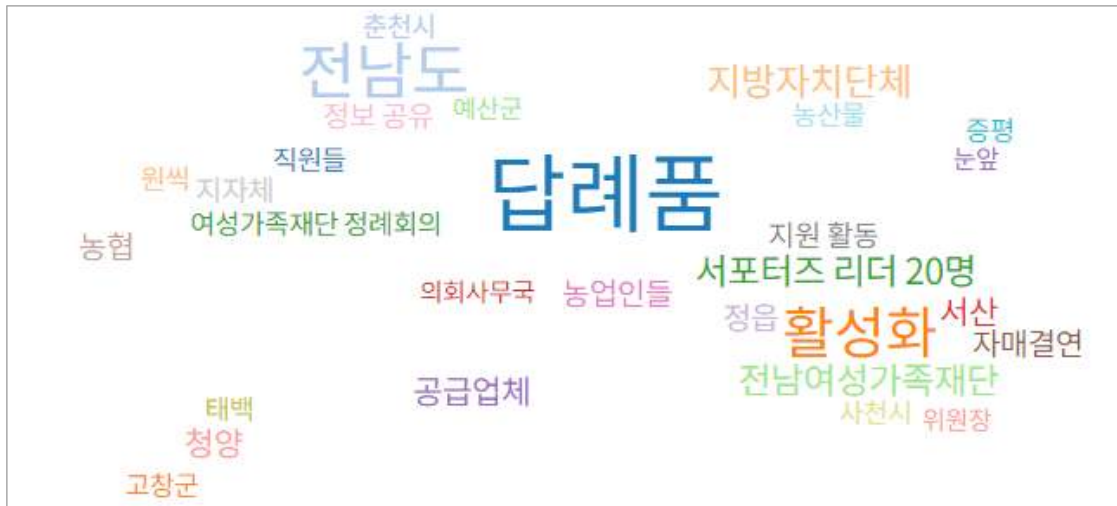 춘천시
전남도
지방자치단체
정보 공유
예산군
농산물
증평
직원들
눈앞
원씩
지자체
답례품
여성가족재단 정례회의
농협
지원 활동
서포터즈 리더 20명
의회사무국
농업인들
정읍
활성화
서산
자매결연
전남여성가족재단
공급업체
태백
사천시
위원장
청양
고창군